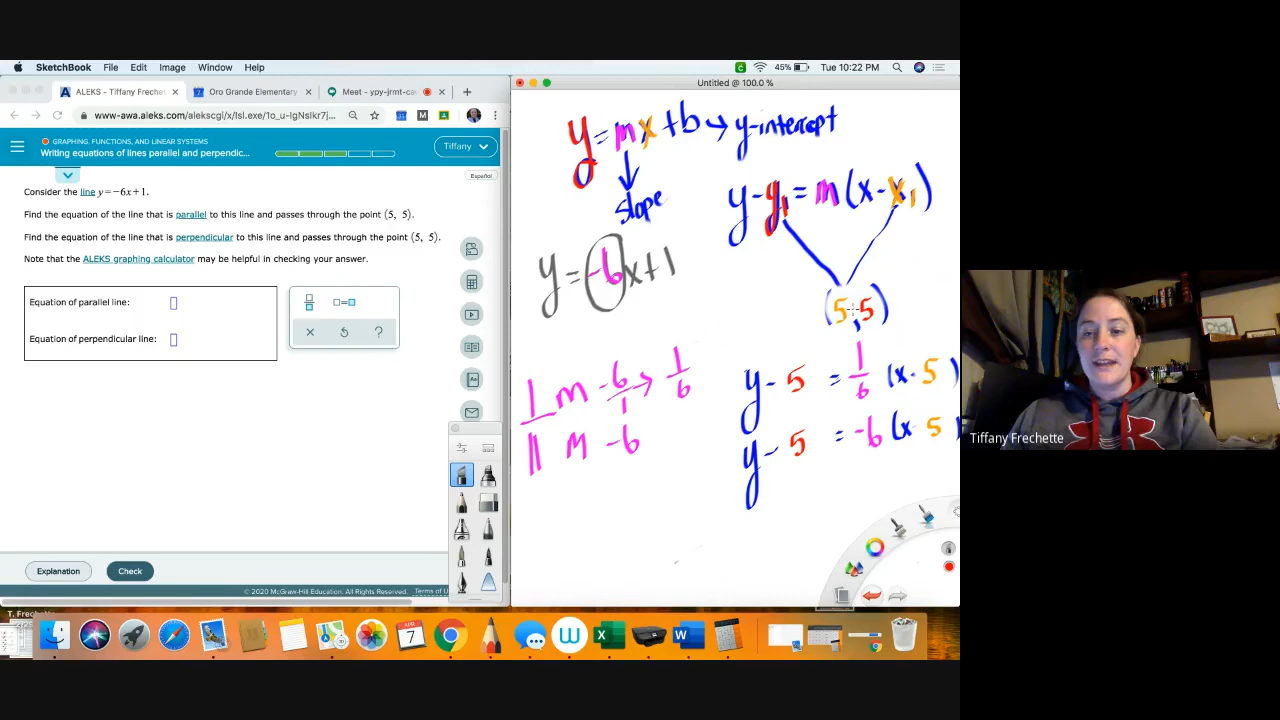 SketchBook File Edit Image Window Help
45% Tue 10:22 PM
ALEKS - Tiffany Frechette
Oro Grande Elementary
Meet - ypy-jrmt-cav
www-awa.aleks.com/alekscgi/x/Isl.exe/1o_u-IgNsIkr7j...
GRAPHING, FUNCTIONS, AND LINEAR SYSTEMS
Writing equations of lines parallel and perpendic...
Tiffany
Español
Consider the line y=−6x+1.
Find the equation of the line that is parallel to this line and passes through the point (5, 5).
Find the equation of the line that is perpendicular to this line and passes through the point (5, 5).
Note that the ALEKS graphing calculator may be helpful in checking your answer.
Equation of parallel line:
Equation of perpendicular line:
□=□
?
Explanation
Check
© 2020 McGraw-Hill Education. All Rights Reserved. Terms of U
T. Frechette
Untitled @ 100.0 %
y=mx+b→y-intercept
slope
y-y₁=m(x-x₁)
y=-6x+1
(5,5)
⊥ m -6/1 → 1/6
|| m -6
y-5 = 1/6 (x-5)
y-5 = -6(x-5)
APR
7
Tiffany Frechette